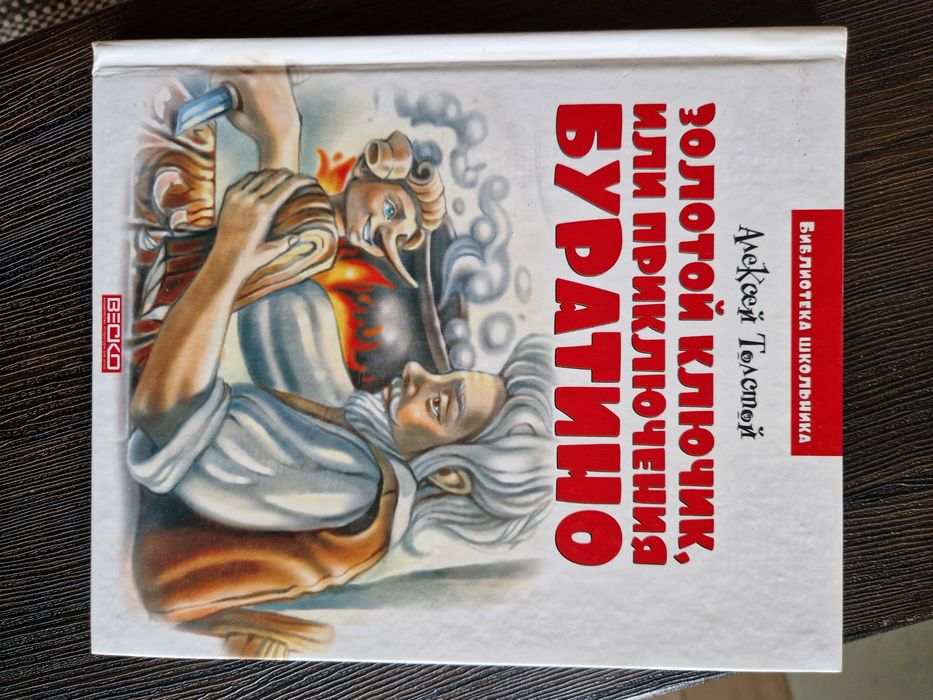 Библиотека школьника
Алексей Толстой
Золотой ключик,
или приключения
Буратино
ВЕСКО